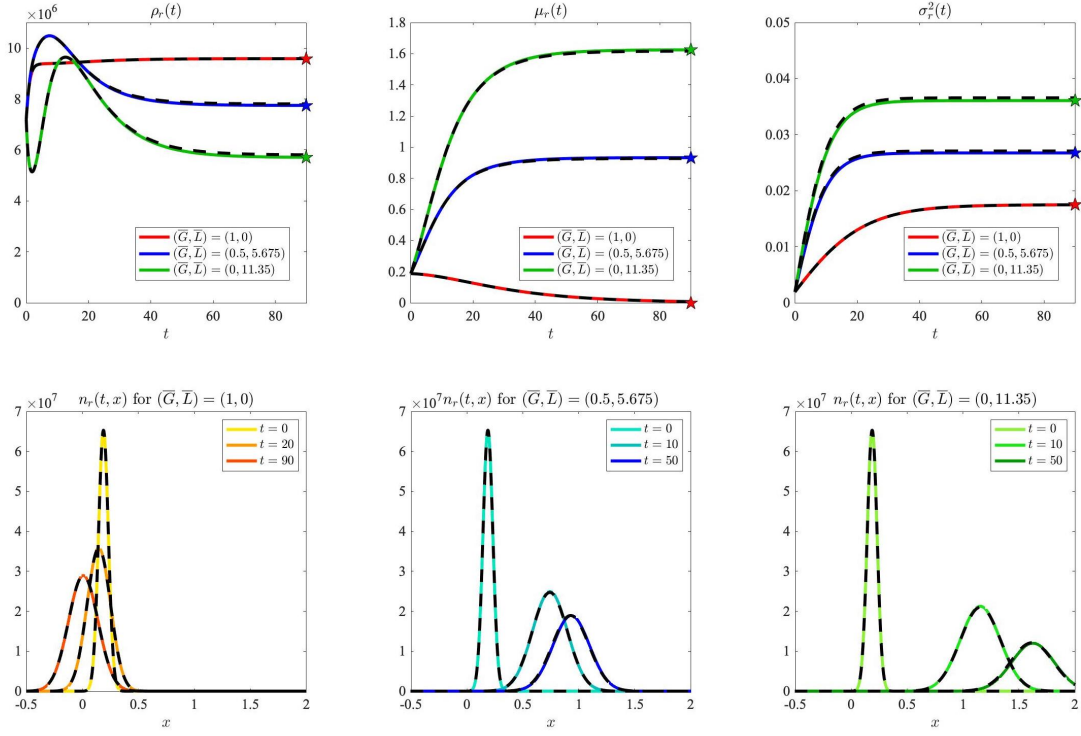 ρ_r(t)
×10^6
10
8
6
4
2
0
0
20
40
60
80
t
(G̅, L̅) = (1, 0)
(G̅, L̅) = (0.5, 5.675)
(G̅, L̅) = (0, 11.35)
μ_r(t)
1.8
1.6
1.4
1.2
1
0.8
0.6
0.4
0.2
0
0
20
40
60
80
t
(G̅, L̅) = (1, 0)
(G̅, L̅) = (0.5, 5.675)
(G̅, L̅) = (0, 11.35)
σ_r^2(t)
0.05
0.04
0.03
0.02
0.01
0
0
20
40
60
80
t
(G̅, L̅) = (1, 0)
(G̅, L̅) = (0.5, 5.675)
(G̅, L̅) = (0, 11.35)
×10^7
n_r(t, x) for (G̅, L̅) = (1, 0)
7
6
5
4
3
2
1
0
-0.5
0
0.5
1
1.5
2
x
t = 0
t = 20
t = 90
×10^7 n_r(t, x) for (G̅, L̅) = (0.5, 5.675)
7
6
5
4
3
2
1
0
-0.5
0
0.5
1
1.5
2
x
t = 0
t = 10
t = 50
×10^7 n_r(t, x) for (G̅, L̅) = (0, 11.35)
7
6
5
4
3
2
1
0
-0.5
0
0.5
1
1.5
2
x
t = 0
t = 10
t = 50